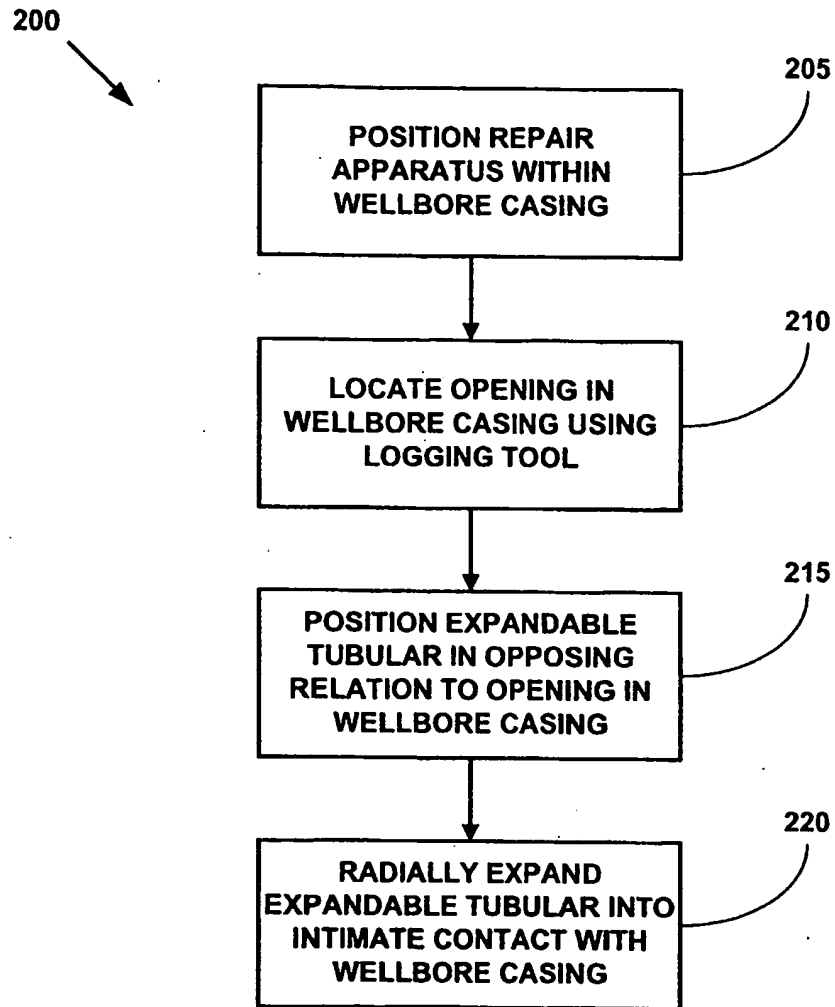 200
205
POSITION REPAIR
APPARATUS WITHIN
WELLBORE CASING
210
LOCATE OPENING IN
WELLBORE CASING USING
LOGGING TOOL
215
POSITION EXPANDABLE
TUBULAR IN OPPOSING
RELATION TO OPENING IN
WELLBORE CASING
220
RADIALLY EXPAND
EXPANDABLE TUBULAR INTO
INTIMATE CONTACT WITH
WELLBORE CASING